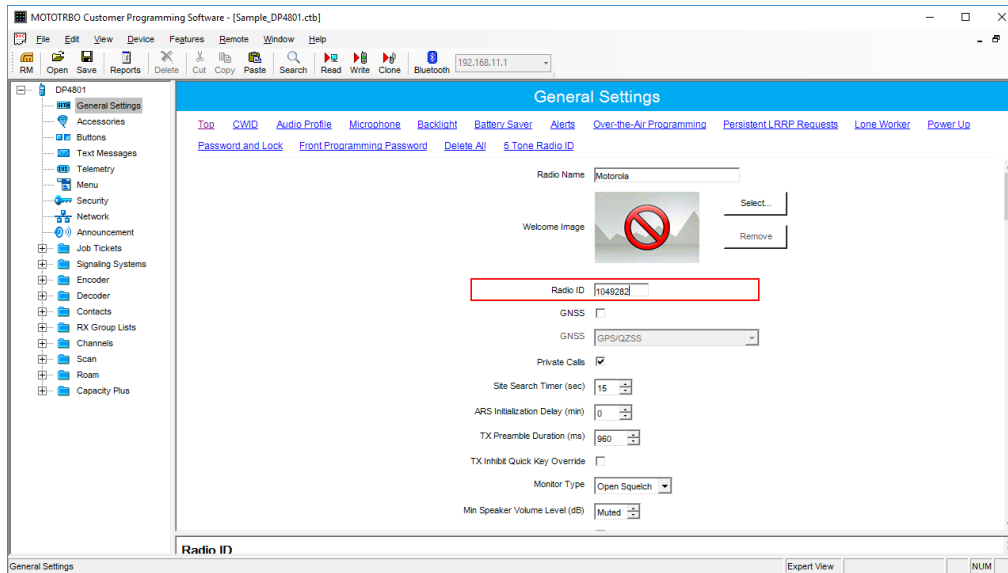 MOTOTRBO Customer Programming Software - [Sample_DP4801.ctb]
File Edit View Device Features Remote Window Help
RM Open Save Reports Delete Cut Copy Paste Search Read Write Clone Bluetooth 192.168.11.1
DP4801
General Settings
Accessories
Buttons
Text Messages
Telemetry
Menu
Security
Network
Announcement
Job Tickets
Signaling Systems
Encoder
Decoder
Contacts
RX Group Lists
Channels
Scan
Roam
Capacity Plus
General Settings
Top CWID Audio Profile Microphone Backlight Battery Saver Alerts Over-the-Air Programming Persistent LRRP Requests Lone Worker Power Up
Password and Lock Front Programming Password Delete All 5 Tone Radio ID
Radio Name Motorola
Select...
Welcome Image
Remove
Radio ID 1049282
GNSS
GNSS GPS/QZSS
Private Calls
Site Search Timer (sec) 15
ARS Initialization Delay (min) 0
TX Preamble Duration (ms) 960
TX Inhibit Quick Key Override
Monitor Type Open Squelch
Min Speaker Volume Level (dB) Muted
Radio ID
General Settings Expert View NUM